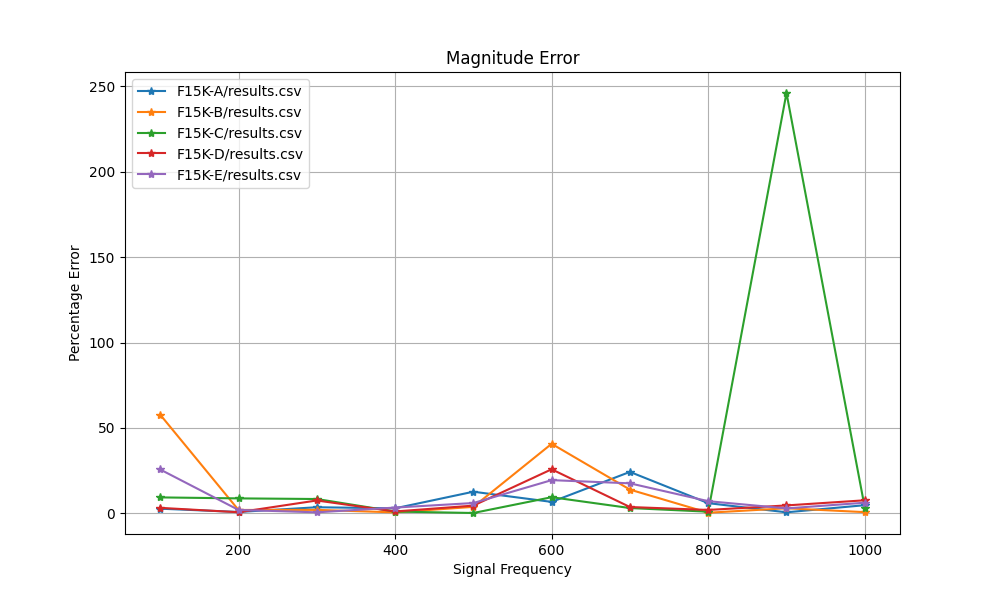 Magnitude Error
F15K-A/results.csv
F15K-B/results.csv
F15K-C/results.csv
F15K-D/results.csv
F15K-E/results.csv
Percentage Error
250
200
150
100
50
0
200 400 600 800 1000
Signal Frequency